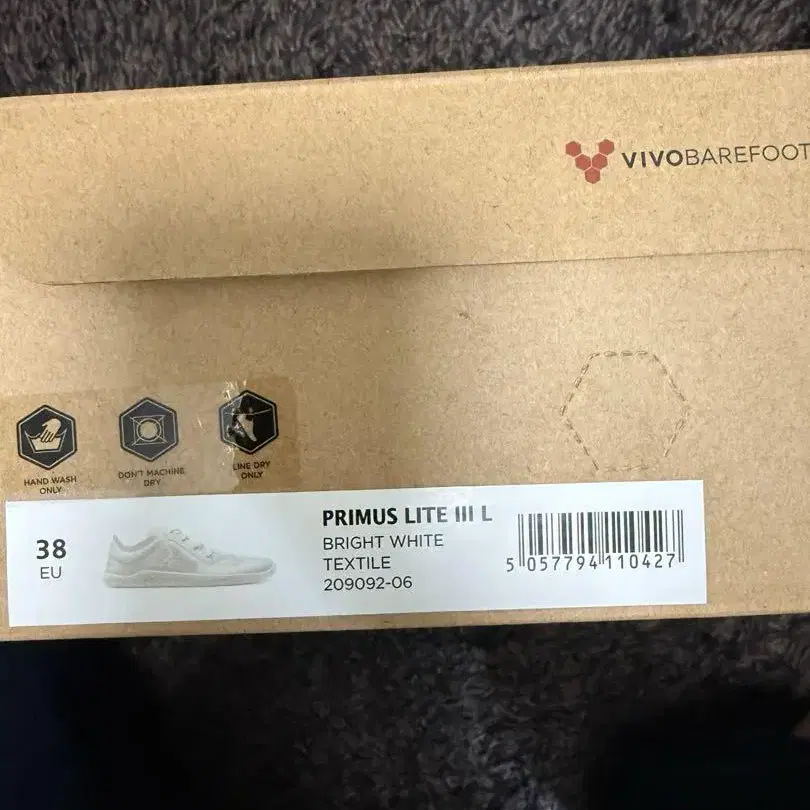 VIVOBAREFOOT
HAND WASH
ONLY
DON'T MACHINE
DRY
LINE DRY
ONLY
38
EU
PRIMUS LITE III L
BRIGHT WHITE
TEXTILE
209092-06
5 057794 110427